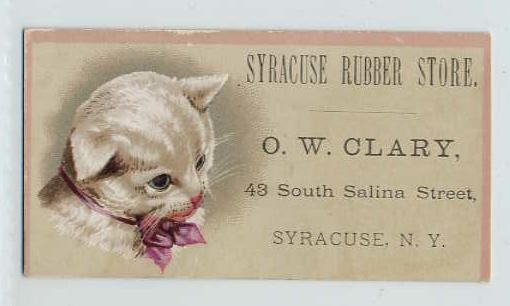 SYRACUSE RUBBER STORE.
O. W. CLARY,
43 South Salina Street,
SYRACUSE, N. Y.